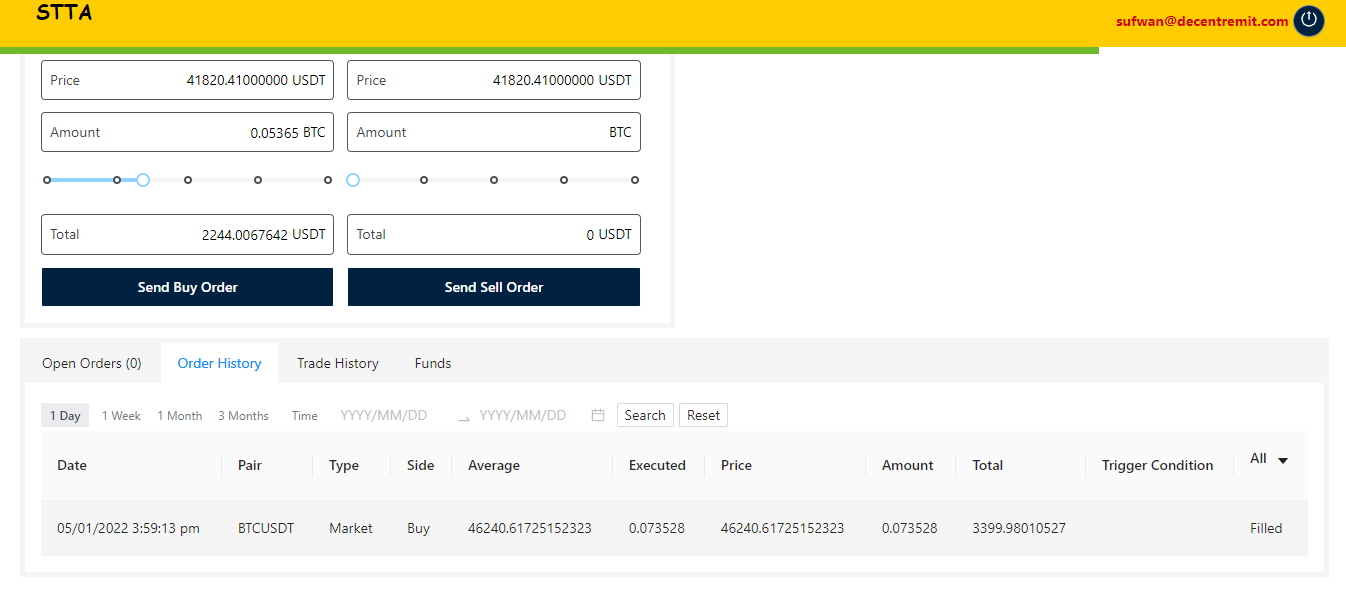 STTA
sufwan@decentremit.com
Price 41820.41000000 USDT Price 41820.41000000 USDT
Amount 0.05365 BTC Amount BTC
Total 2244.0067642 USDT Total 0 USDT
Send Buy Order Send Sell Order
Open Orders (0) Order History Trade History Funds
1 Day 1 Week 1 Month 3 Months Time YYYY/MM/DD YYYY/MM/DD Search Reset
Date Pair Type Side Average Executed Price Amount Total Trigger Condition All
05/01/2022 3:59:13 pm BTCUSDT Market Buy 46240.61725152323 0.073528 46240.61725152323 0.073528 3399.98010527 Filled